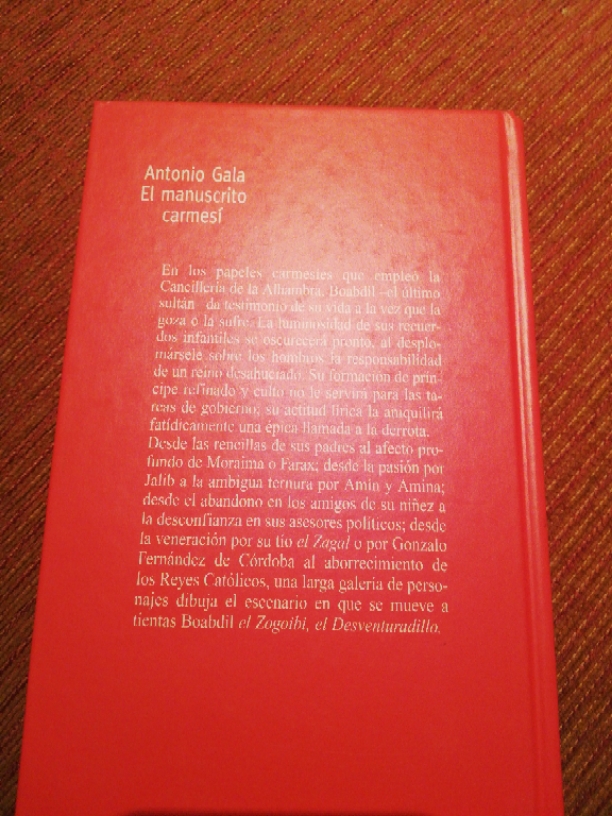 Antonio Gala
El manuscrito
carmesí
En los papeles carmesíes que empleó la
Cancillería de la Alhambra, Boabdil -el último
sultán- da testimonio de su vida a la vez que la
goza o la sufre. La luminosidad de sus recuer-
dos infantiles se oscurecerá pronto, al desplo-
mársele sobre los hombros la responsabilidad
de un reino desahuciado. Su formación de prín-
cipe refinado y culto no le servirá para las ta-
reas de gobierno; su actitud lírica la aniquilará
fatídicamente una épica llamada a la derrota.
Desde las rencillas de sus padres al afecto pro-
fundo de Moraima o Farax; desde la pasión por
Jalib a la ambigua ternura por Amín y Amina;
desde el abandono en los amigos de su niñez a
la desconfianza en sus asesores políticos; desde
la veneración por su tío el Zagal o por Gonzalo
Fernández de Córdoba al aborrecimiento de
los Reyes Católicos, una larga galería de perso-
najes dibuja el escenario en que se mueve a
tientas Boabdil el Zogoibi, el Desventuradillo.